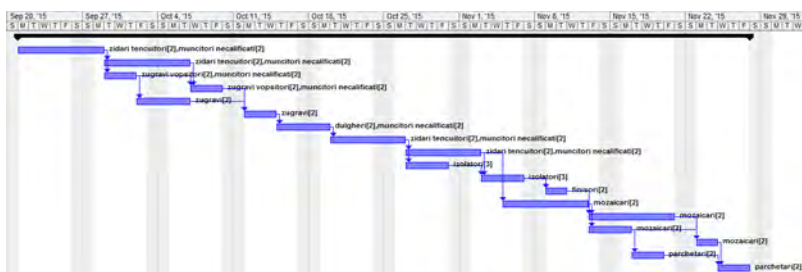 Sep 20, '15 Sep 27, '15 Oct 4, '15 Oct 11, '15 Oct 18, '15 Oct 25, '15 Nov 1, '15 Nov 8, '15 Nov 15, '15 Nov 22, '15 Nov 29, '15
S M T W T F S S M T W T F S S M T W T F S S M T W T F S S M T W T F S S M T W T F S S M T W T F S S M T W T F S S M T W T F S S M T W T F S S M T W
zidari tencuitori[2],muncitori necalificati[2]
zidari tencuitori[2],muncitori necalificati[2]
zugravi vopsitori[2],muncitori necalificati[2]
zugravi vopsitori[2],muncitori necalificati[2]
zugravi[2]
zugravi[2]
dulgheri[2],muncitori necalificati[2]
zidari tencuitori[2],muncitori necalificati[2]
zidari tencuitori[2],muncitori necalificati[2]
izolatori[3]
izolatori[3]
finisori[2]
mozaicari[2]
mozaicari[2]
mozaicari[2]
mozaicari[2]
parchetari[2]
parchetari[2]